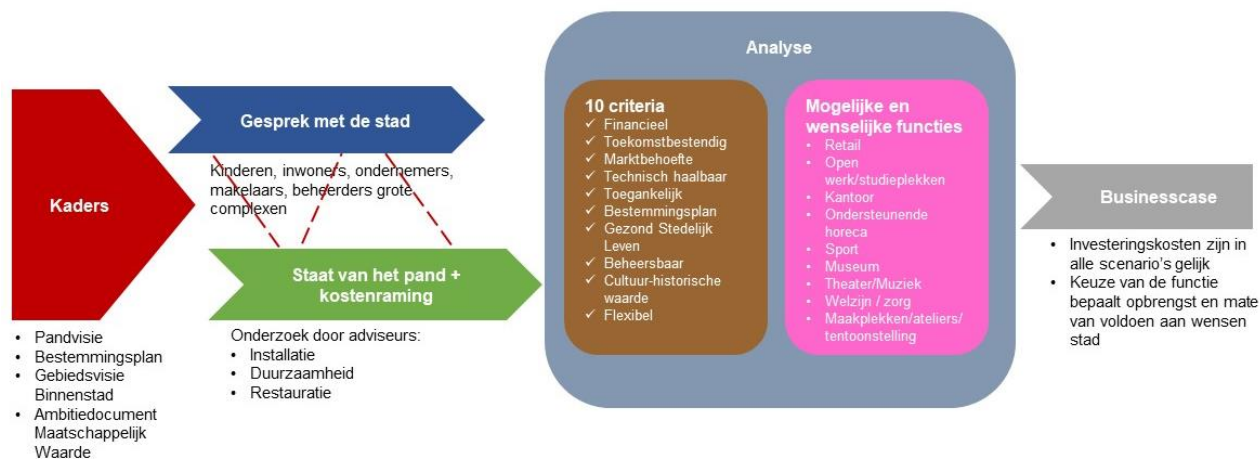 Kaders
• Pandvisie
• Bestemmingsplan
• Gebiedsvisie
Binnenstad
• Ambitiedocument
Maatschappelijk
Waarde
Gesprek met de stad
Kinderen, inwoners, ondernemers,
makelaars, beheerders grote
complexen
Staat van het pand +
kostenraming
Onderzoek door adviseurs:
• Installatie
• Duurzaamheid
• Restauratie
Analyse
10 criteria
✓ Financieel
✓ Toekomstbestendig
✓ Marktbehoefte
✓ Technisch haalbaar
✓ Toegankelijk
✓ Bestemmingsplan
✓ Gezond Stedelijk
Leven
✓ Beheersbaar
✓ Cultuur-historische
waarde
✓ Flexibel
Mogelijke en
wenselijke functies
• Retail
• Open
werk/studieplekken
• Kantoor
• Ondersteunende
horeca
• Sport
• Museum
• Theater/Muziek
• Welzijn / zorg
• Maakplekken/ateliers/
tentoonstelling
Businesscase
• Investeringskosten zijn in
alle scenario's gelijk
• Keuze van de functie
bepaalt opbrengst en mate
van voldoen aan wensen
stad